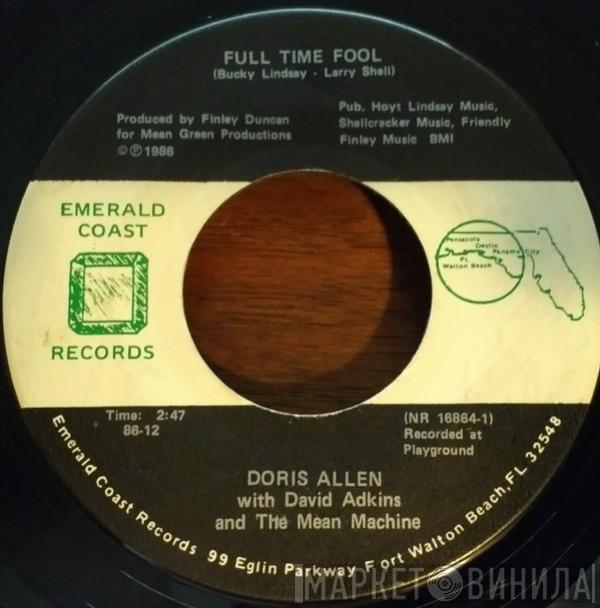 FULL TIME FOOL
(Bucky Lindsay - Larry Shell)
Produced by Finley Duncan
for Mean Green Productions
©℗1986
Pub. Hoyt Lindsay Music,
Shellcracker Music, Friendly
Finley Music BMI
EMERALD
COAST
RECORDS
Pensacola
Destin
Panama City
Ft.
Walton Beach
Time: 2:47
86-12
(NR 16864-1)
Recorded at
Playground
DORIS ALLEN
with David Adkins
and The Mean Machine
Emerald Coast Records 99 Eglin Parkway Fort Walton Beach, FL 32548
МАРКЕТ ВИНИЛА